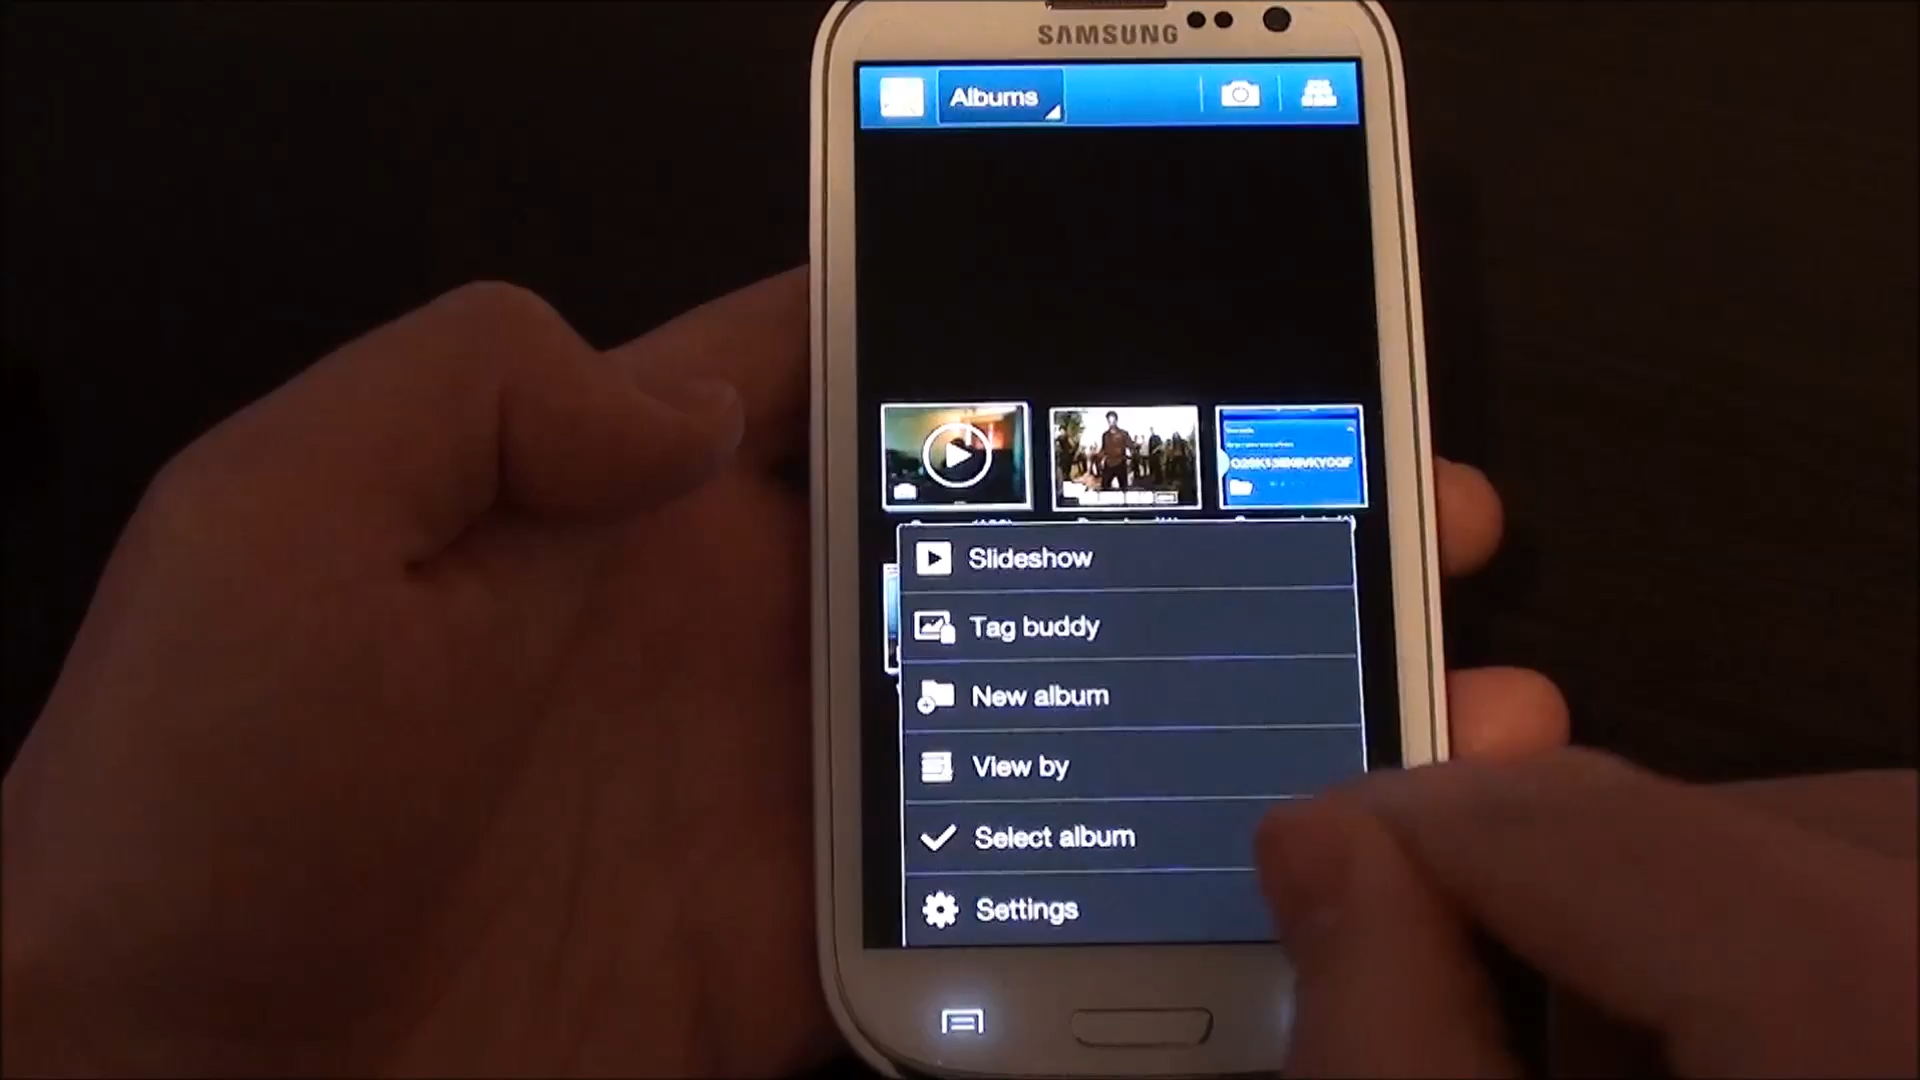 SAMSUNG
Albums
Slideshow
Tag buddy
New album
View by
Select album
Settings